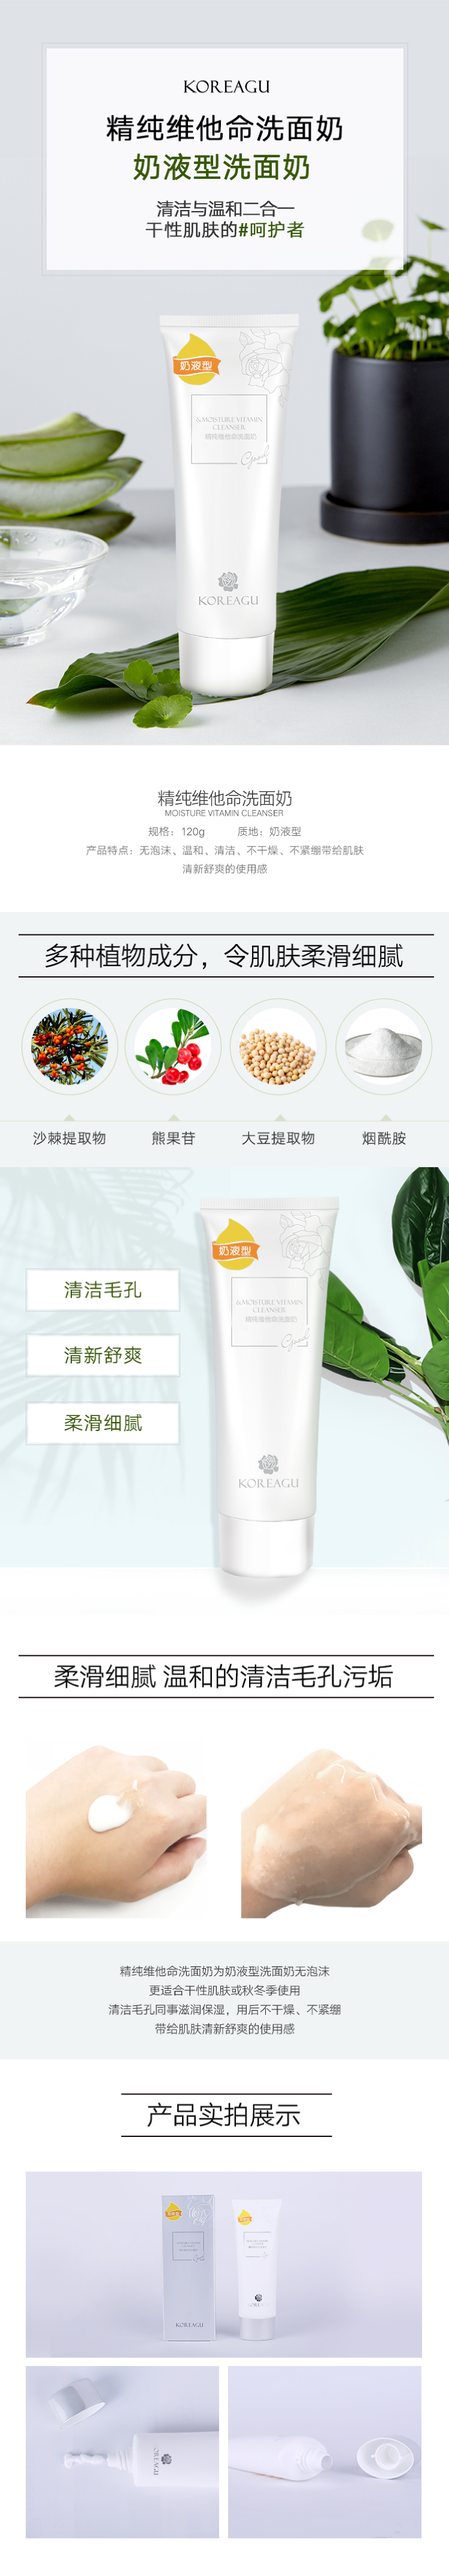 KOREAGU
精纯维他命洗面奶
奶液型洗面奶
清洁与温和二合一
干性肌肤的#呵护者
奶液型
&MOISTURE VITAMIN
CLEANSER
精纯维他命洗面奶
Good
KOREAGU
精纯维他命洗面奶
MOISTURE VITAMIN CLEANSER
规格：120g 质地：奶液型
产品特点：无泡沫、温和、清洁、不干燥、不紧绷带给肌肤
清新舒爽的使用感
多种植物成分，令肌肤柔滑细腻
沙棘提取物 熊果苷 大豆提取物 烟酰胺
奶液型
清洁毛孔
清新舒爽
柔滑细腻
&MOISTURE VITAMIN
CLEANSER
精纯维他命洗面奶
Good
KOREAGU
柔滑细腻 温和的清洁毛孔污垢
精纯维他命洗面奶为奶液型洗面奶无泡沫
更适合干性肌肤或秋冬季使用
清洁毛孔同事滋润保湿，用后不干燥、不紧绷
带给肌肤清新舒爽的使用感
产品实拍展示
KOREAGU
KOREAGU